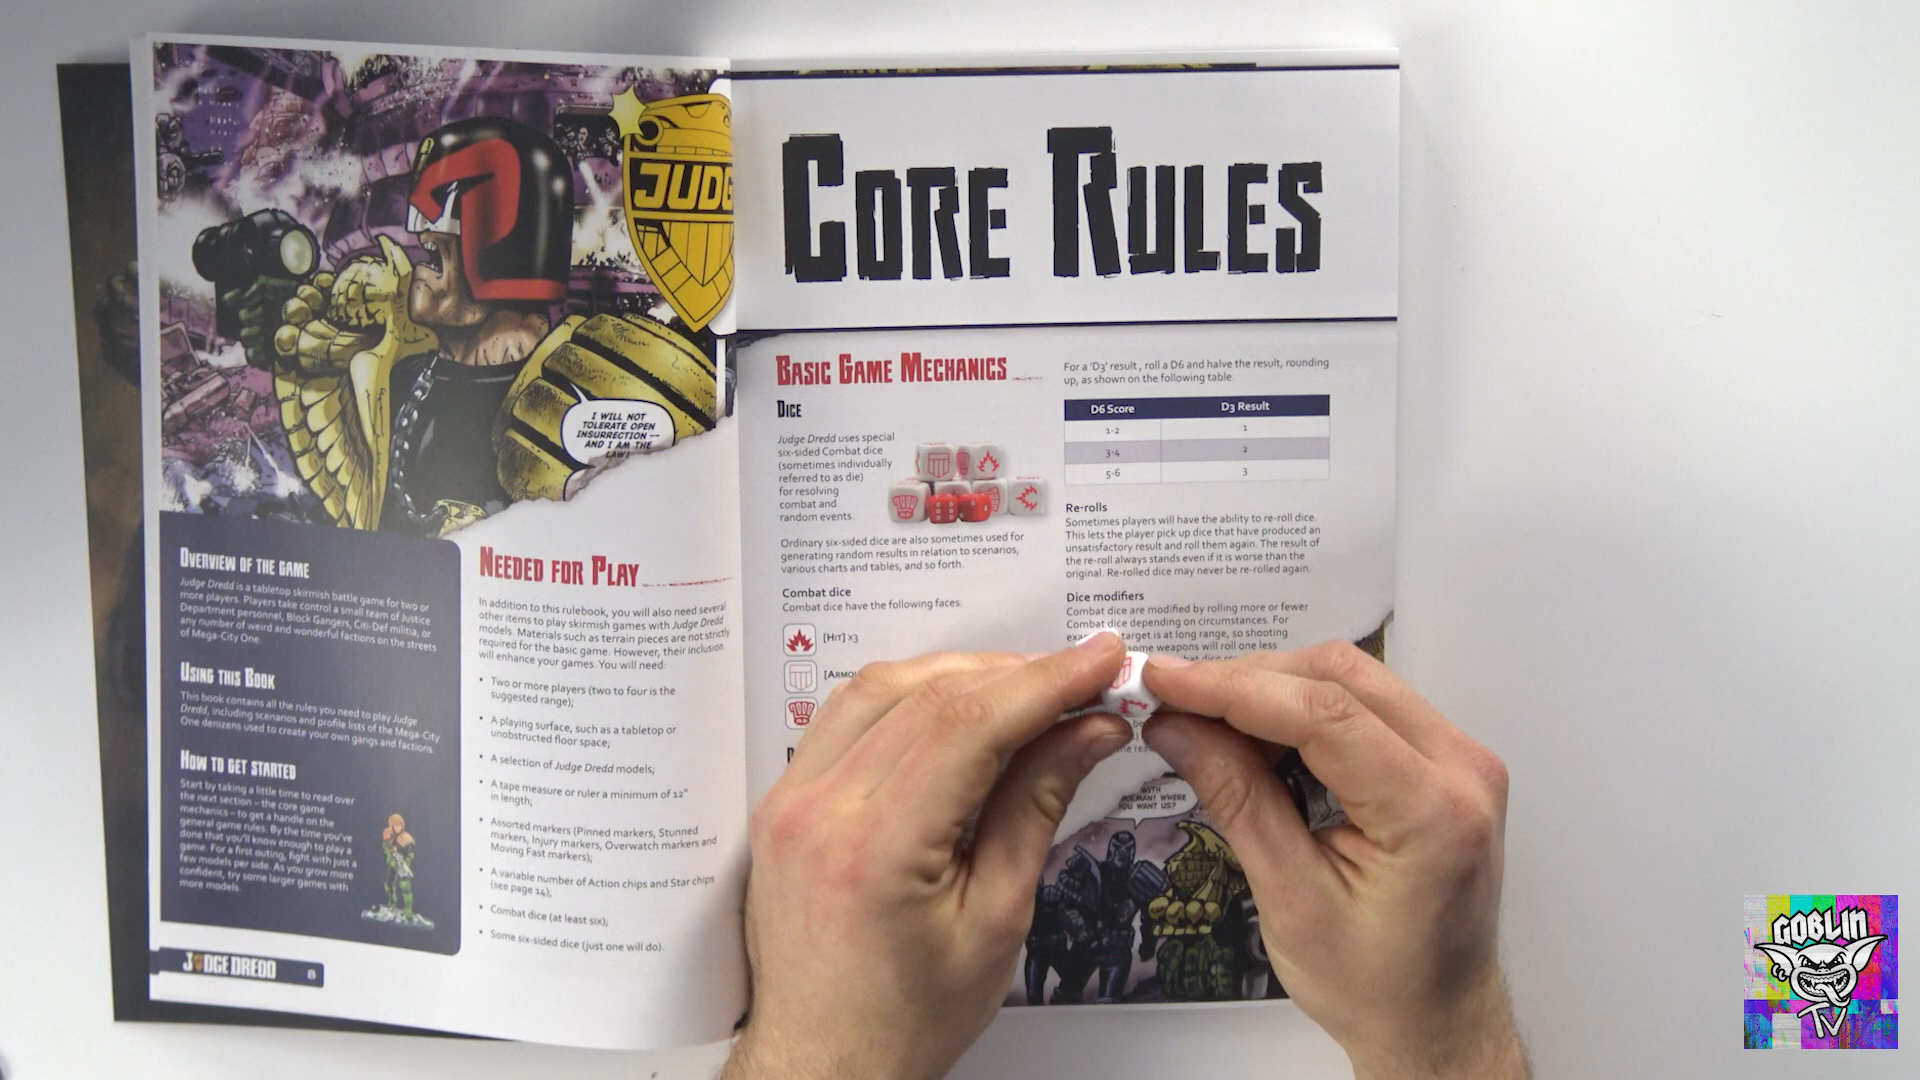 JUDG
I WILL NOT
TOLERATE OPEN
INSURRECTION --
AND I AM THE
LAW!
OVERVIEW OF THE GAME
Judge Dredd is a tabletop skirmish battle game for two or
more players. Players take control a small team of Justice
Department personnel, Block Gangers, Citi-Def militia, or
any number of weird and wonderful factions on the streets
of Mega-City One.
USING THIS BOOK
This book contains all the rules you need to play Judge
Dredd, including scenarios and profile lists of the Mega-City
One denizens used to create your own gangs and factions.
HOW TO GET STARTED
Start by taking a little time to read over
the next section – the core game
mechanics – to get a handle on the
general game rules. By the time you've
done that you'll know enough to play a
game. For a first outing, fight with just a
few models per side. As you grow more
confident, try some larger games with
more models.
JUDGE DREDD 8
NEEDED FOR PLAY
In addition to this rulebook, you will also need several
other items to play skirmish games with Judge Dredd
models. Materials such as terrain pieces are not strictly
required for the basic game. However, their inclusion
will enhance your games. You will need:
• Two or more players (two to four is the
suggested range);
• A playing surface, such as a tabletop or
unobstructed floor space;
• A selection of Judge Dredd models;
• A tape measure or ruler a minimum of 12"
in length;
• Assorted markers (Pinned markers, Stunned
markers, Injury markers, Overwatch markers and
Moving Fast markers);
• A variable number of Action chips and Star chips
(see page 14);
• Combat dice (at least six);
• Some six-sided dice (just one will do).
CORE RULES
BASIC GAME MECHANICS
DICE
Judge Dredd uses special
six-sided Combat dice
(sometimes individually
referred to as die)
for resolving
combat and
random events.
Ordinary six-sided dice are also sometimes used for
generating random results in relation to scenarios,
various charts and tables, and so forth.
Combat dice
Combat dice have the following faces.
[HIT] x3
[ARMOU
For a 'D3' result , roll a D6 and halve the result, rounding
up, as shown on the following table.
D6 Score D3 Result
1-2 1
3-4 2
5-6 3
Re-rolls
Sometimes players will have the ability to re-roll dice.
This lets the player pick up dice that have produced an
unsatisfactory result and roll them again. The result of
the re-roll always stands even if it is worse than the
original. Re-rolled dice may never be re-rolled again.
Dice modifiers
Combat dice are modified by rolling more or fewer
Combat dice depending on circumstances. For
target is at long range, so shooting
some weapons will roll one less
WITH
WHERE
YOU WANT US?
GOBLIN
TV